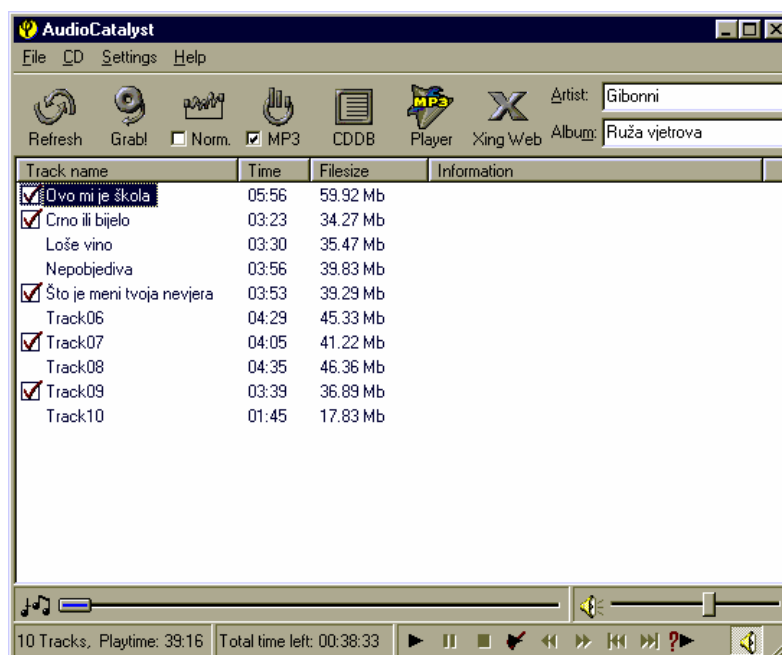 AudioCatalyst
File CD Settings Help
Refresh Grab! Norm. MP3 CDDB MP3 Player Xing Web
Artist: Gibonni
Album: Ruža vjetrova
Track name Time Filesize Information
Ovo mi je škola 05:56 59.92 Mb
Crno ili bijelo 03:23 34.27 Mb
Loše vino 03:30 35.47 Mb
Nepobjediva 03:56 39.83 Mb
Što je meni tvoja nevjera 03:53 39.29 Mb
Track06 04:29 45.33 Mb
Track07 04:05 41.22 Mb
Track08 04:35 46.36 Mb
Track09 03:39 36.89 Mb
Track10 01:45 17.83 Mb
10 Tracks, Playtime: 39:16 Total time left: 00:38:33